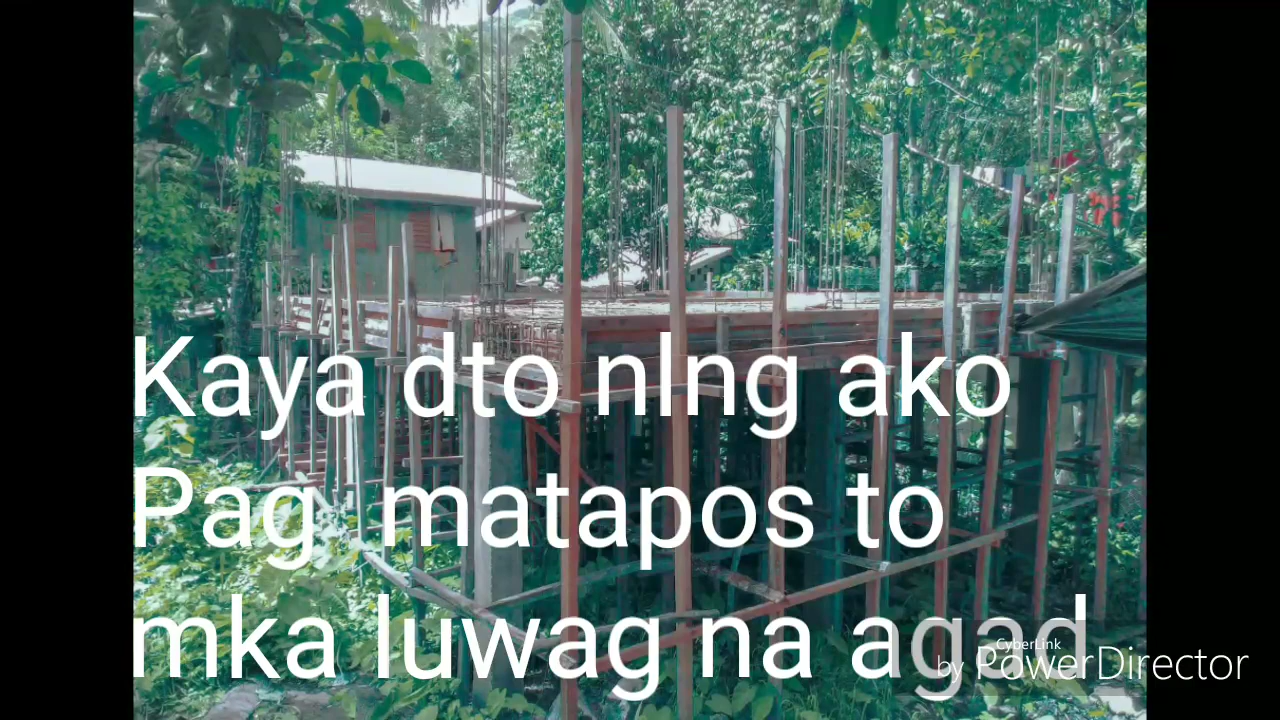 Kaya dto nlng ako
Pag matapos to
mka luwag na agad
CyberLink
by PowerDirector